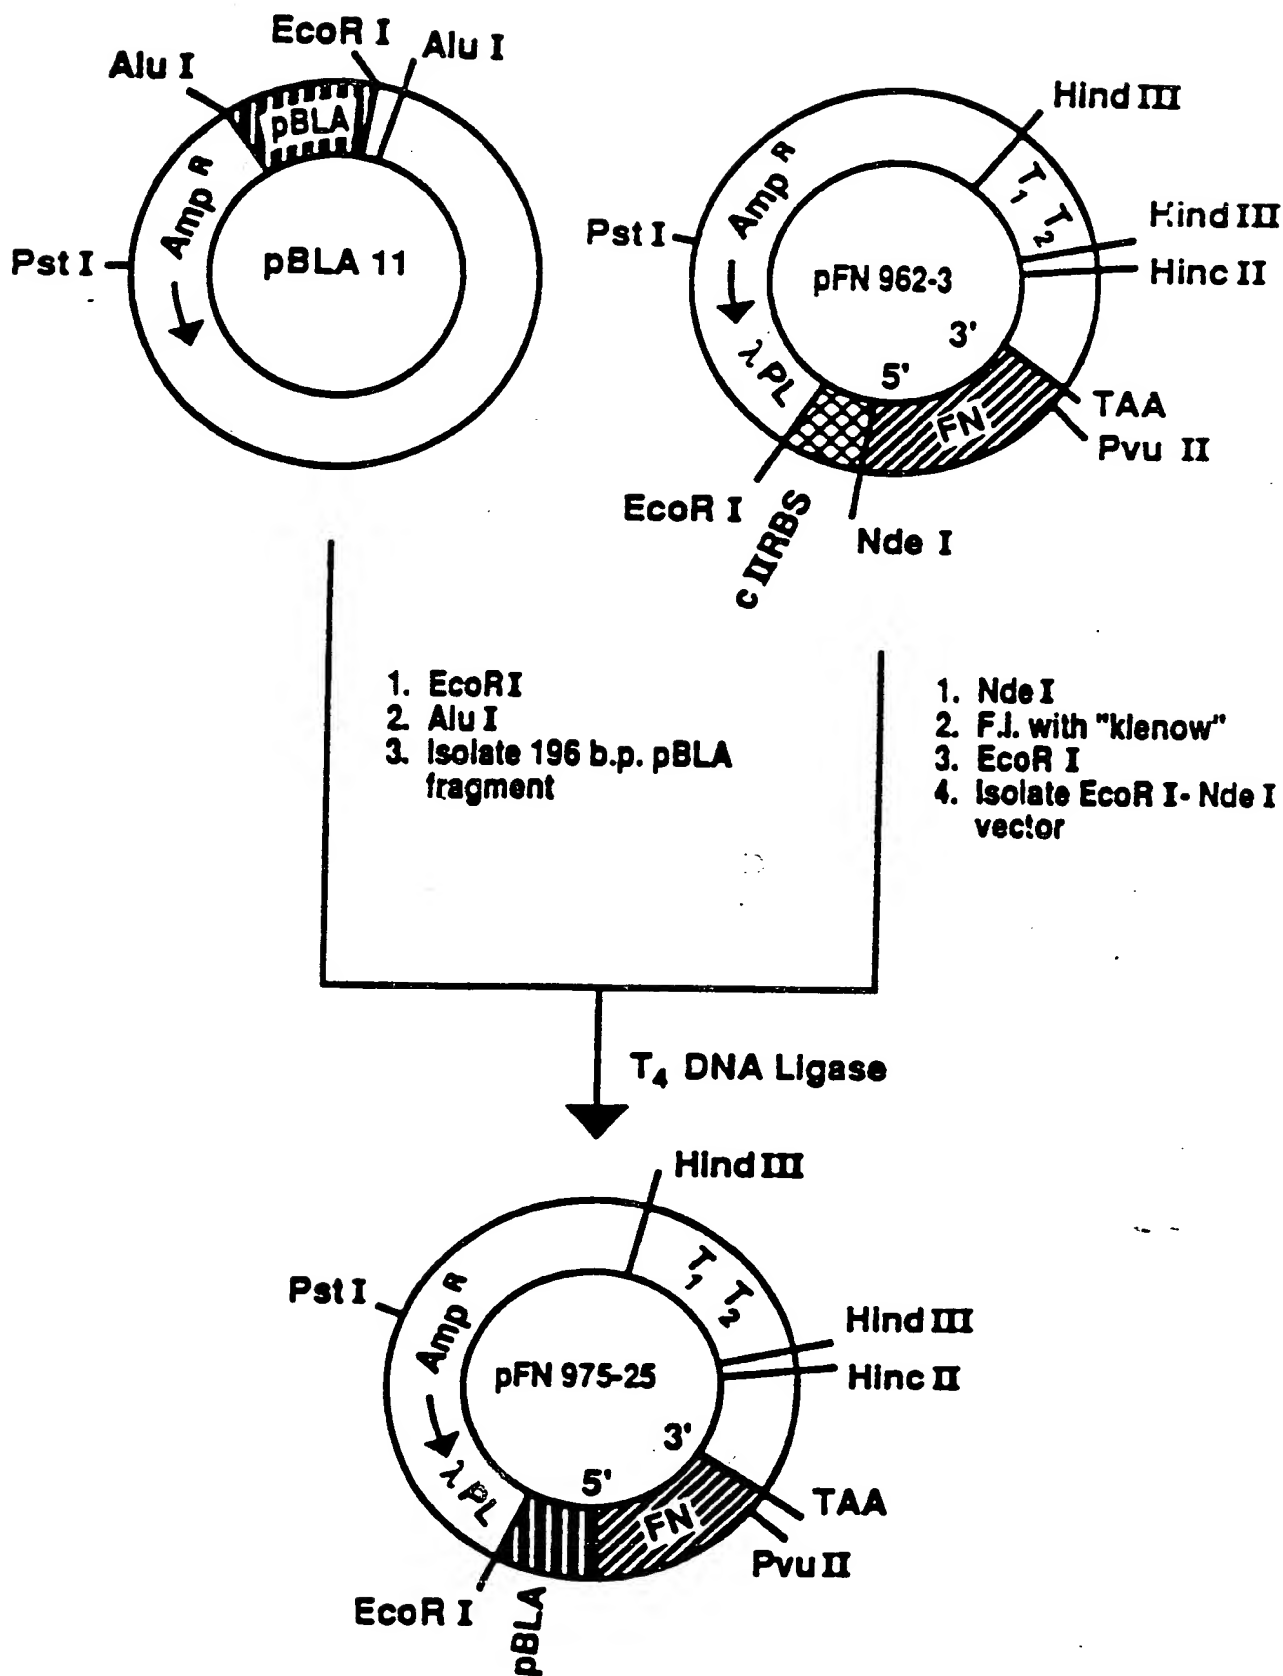 EcoR I
Alu I
Alu I
pBLA
Amp R
Pst I
pBLA 11
Hind III
T1 T2
Amp R
Hind III
Pst I
Hinc II
pFN 962-3
3'
5'
λ PL
FN
TAA
Pvu II
EcoR I
c II RBS
Nde I
1. EcoR I
2. Alu I
3. Isolate 196 b.p. pBLA
fragment
1. Nde I
2. F.I. with "klenow"
3. EcoR I
4. Isolate EcoR I- Nde I
vector
T4 DNA Ligase
Hind III
T1 T2
Pst I
Amp R
Hind III
pFN 975-25
Hinc II
3'
5'
λ PL
FN
TAA
Pvu II
EcoR I
pBLA